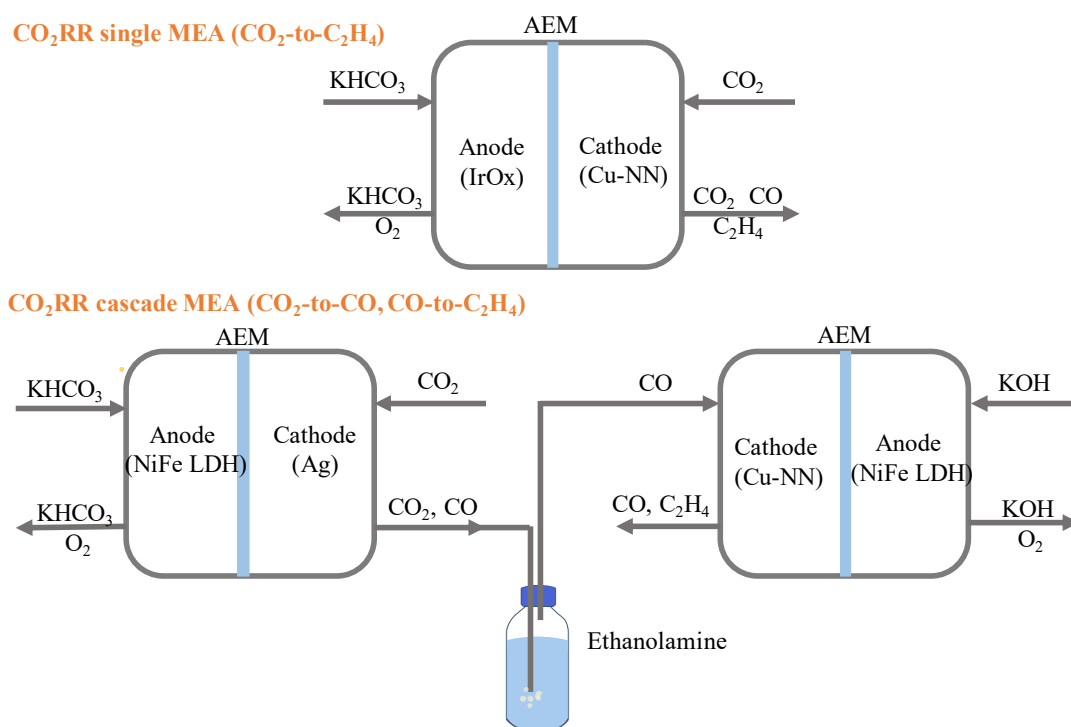 CO₂RR single MEA (CO₂-to-C₂H₄)
AEM
KHCO₃
CO₂
Anode
(IrOx)
Cathode
(Cu-NN)
KHCO₃
O₂
CO₂ CO
C₂H₄
CO₂RR cascade MEA (CO₂-to-CO, CO-to-C₂H₄)
AEM
KHCO₃
CO₂
Anode
(NiFe LDH)
Cathode
(Ag)
KHCO₃
O₂
CO₂, CO
Ethanolamine
AEM
CO
KOH
Cathode
(Cu-NN)
Anode
(NiFe LDH)
CO, C₂H₄
KOH
O₂